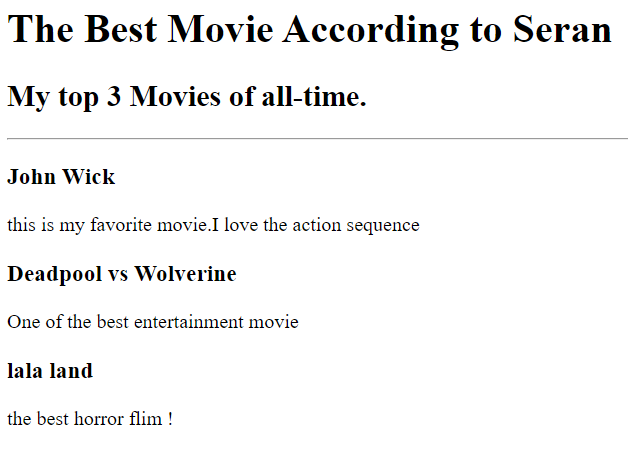 The Best Movie According to Seran
My top 3 Movies of all-time.
John Wick
this is my favorite movie.I love the action sequence
Deadpool vs Wolverine
One of the best entertainment movie
lala land
the best horror flim !